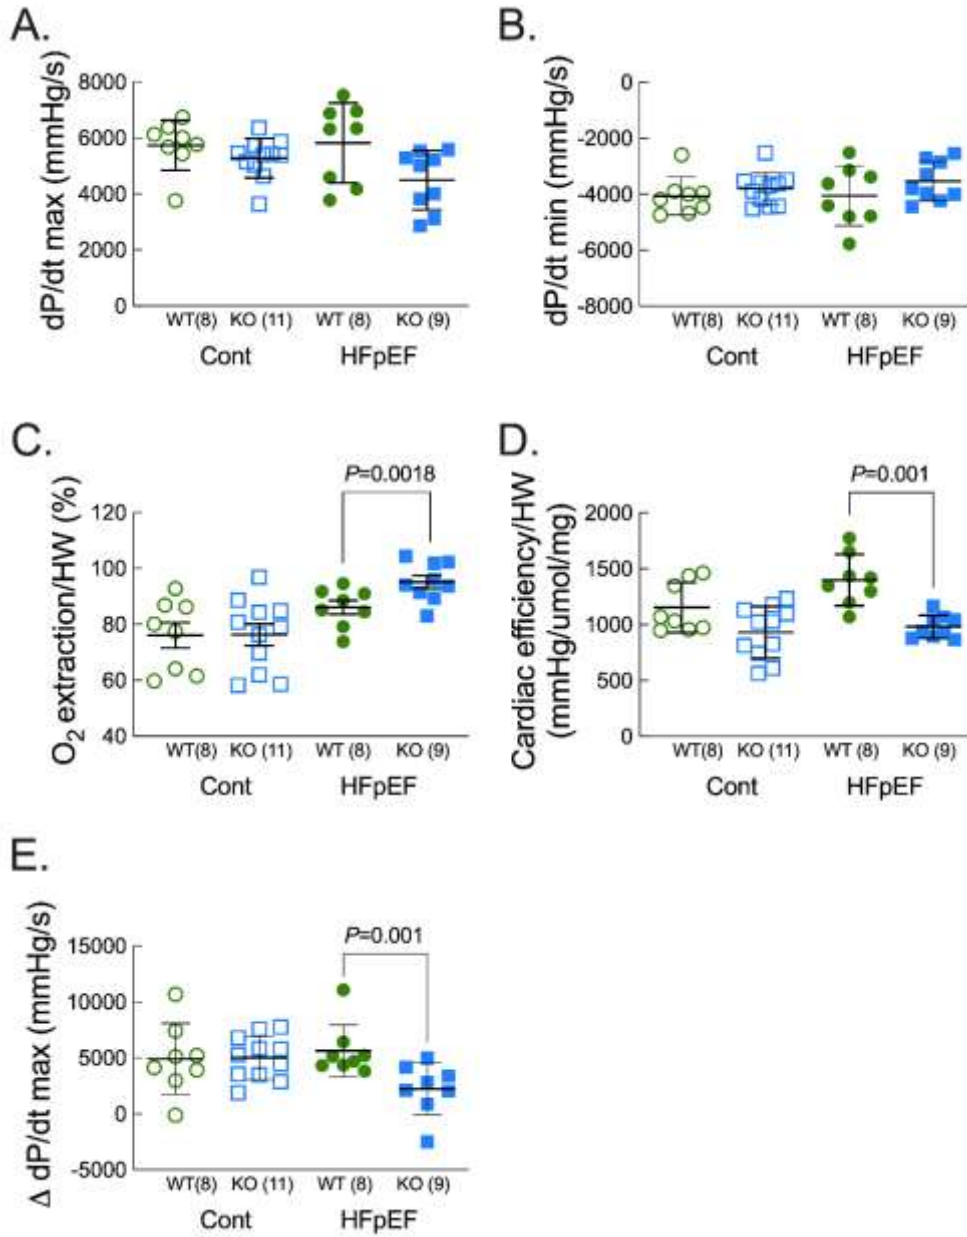 A.
dP/dt max (mmHg/s)
8000
6000
4000
2000
0
WT(8) KO (11) WT (8) KO (9)
Cont HFpEF
B.
dP/dt min (mmHg/s)
0
-2000
-4000
-6000
-8000
WT(8) KO (11) WT (8) KO (9)
Cont HFpEF
C.
O2 extraction/HW (%)
P=0.0018
120
100
80
60
40
WT(8) KO (11) WT (8) KO (9)
Cont HFpEF
D.
Cardiac efficiency/HW
(mmHg/umol/mg)
P=0.001
2000
1500
1000
500
0
WT(8) KO (11) WT (8) KO (9)
Cont HFpEF
E.
Δ dP/dt max (mmHg/s)
P=0.001
15000
10000
5000
0
-5000
WT(8) KO (11) WT (8) KO (9)
Cont HFpEF